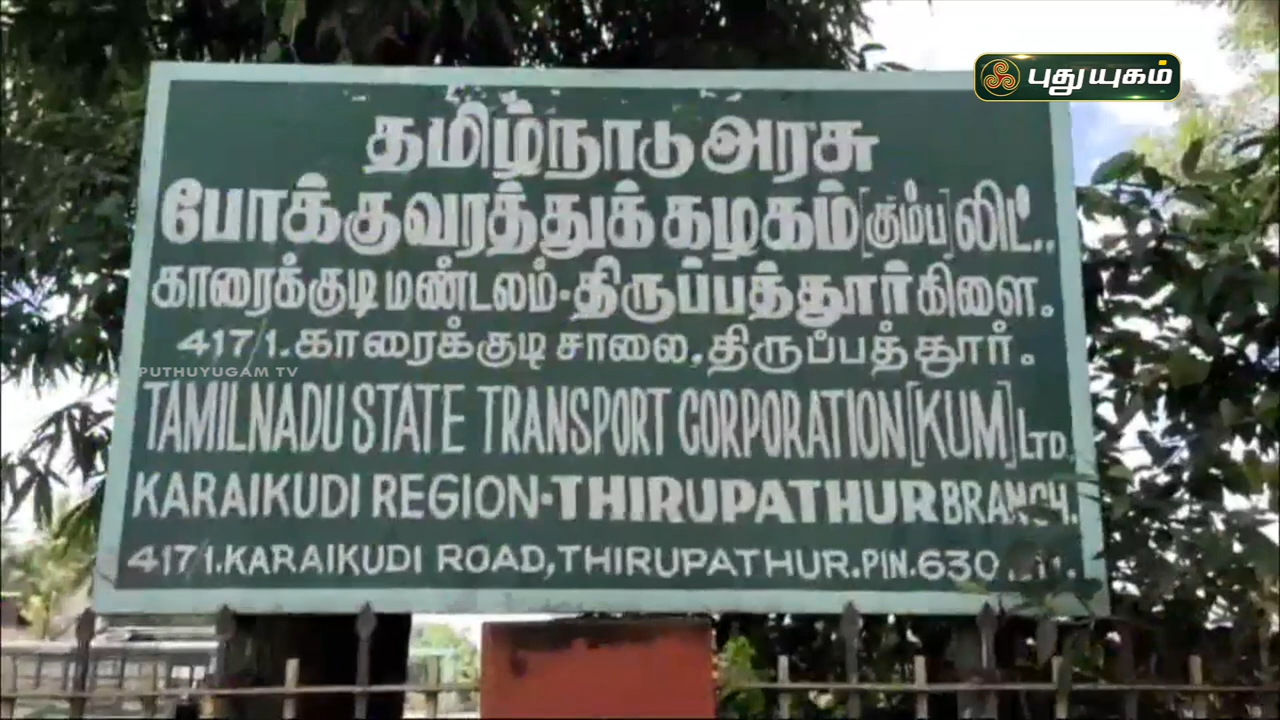 புதுயுகம்
தமிழ்நாடு அரசு
போக்குவரத்துக் கழகம் [கும்ப] லிட்..
காரைக்குடி மண்டலம்-திருப்பத்தூர் கிளை.
417/1.காரைக்குடி சாலை, திருப்பத்தூர்.
PUTHUYUGAM TV
TAMILNADU STATE TRANSPORT CORPORATION [KUM] LTD,
KARAIKUDI REGION-THIRUPATHUR BRANCH.
417/1.KARAIKUDI ROAD, THIRUPATHUR.PIN.630